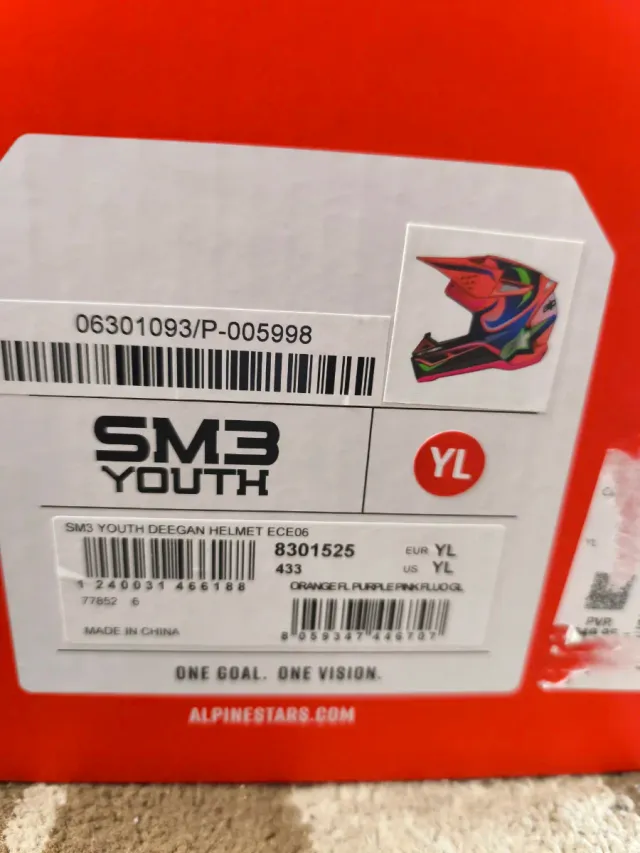 06301093/P-005998
SM3
YOUTH
YL
SM3 YOUTH DEEGAN HELMET ECE06
8301525
EUR YL
433
US YL
1 240031 466188
ORANGE FL PURPLE PINK FLUO GL
77852 6
MADE IN CHINA
8 059347 446707
ONE GOAL. ONE VISION.
ALPINESTARS.COM
YL
PVR